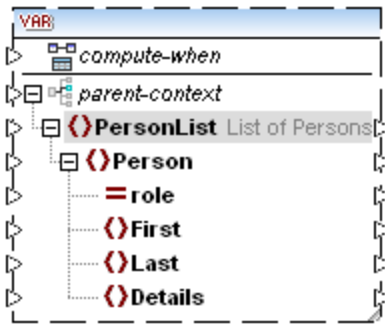 VAR
compute-when
parent-context
PersonList List of Persons
Person
role
First
Last
Details